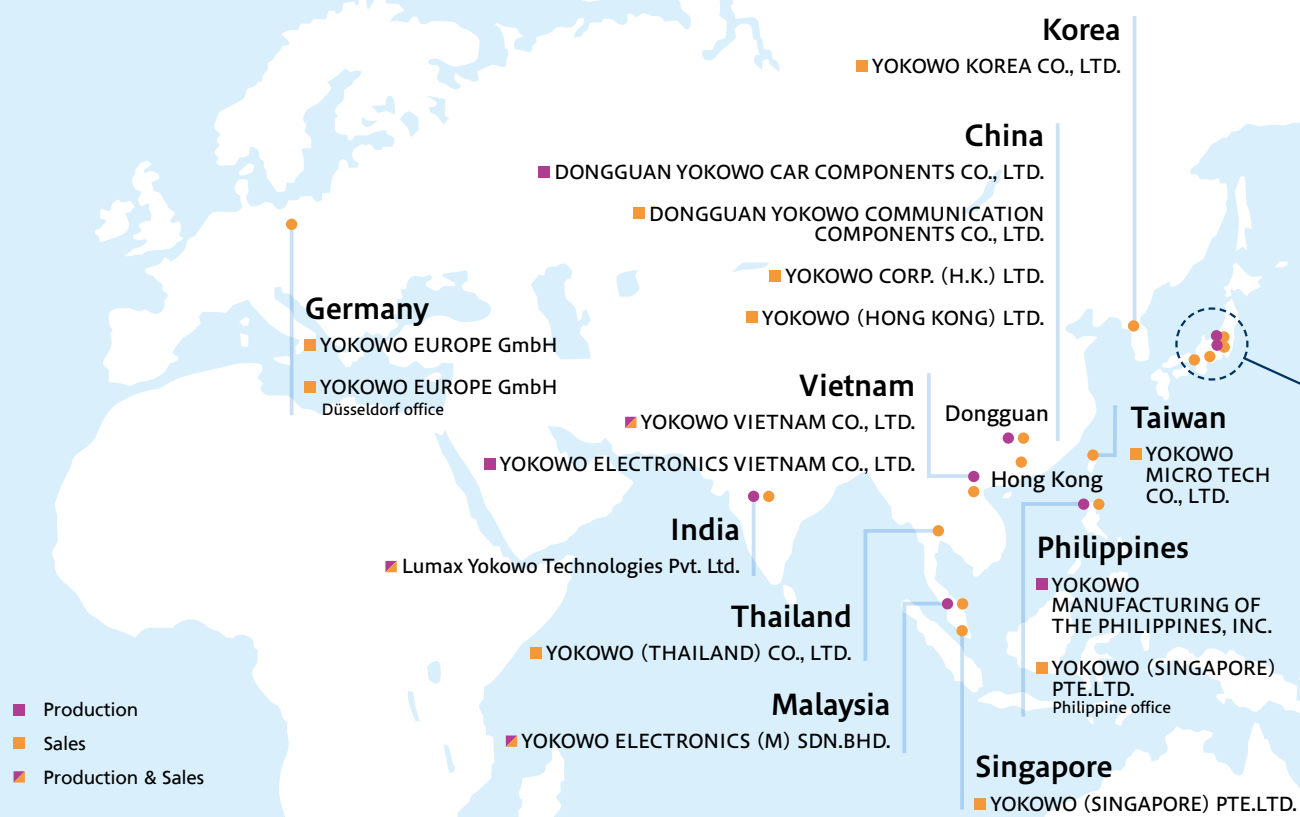 Korea
YOKOWO KOREA CO., LTD.
China
DONGGUAN YOKOWO CAR COMPONENTS CO., LTD.
DONGGUAN YOKOWO COMMUNICATION
COMPONENTS CO., LTD.
YOKOWO CORP. (H.K.) LTD.
YOKOWO (HONG KONG) LTD.
Germany
YOKOWO EUROPE GmbH
YOKOWO EUROPE GmbH
Düsseldorf office
Vietnam
YOKOWO VIETNAM CO., LTD.
YOKOWO ELECTRONICS VIETNAM CO., LTD.
Dongguan
Hong Kong
Taiwan
YOKOWO
MICRO TECH
CO., LTD.
India
Lumax Yokowo Technologies Pvt. Ltd.
Philippines
YOKOWO
MANUFACTURING OF
THE PHILIPPINES, INC.
YOKOWO (SINGAPORE)
PTE.LTD.
Philippine office
Thailand
YOKOWO (THAILAND) CO., LTD.
Malaysia
YOKOWO ELECTRONICS (M) SDN.BHD.
Singapore
YOKOWO (SINGAPORE) PTE.LTD.
Production
Sales
Production & Sales